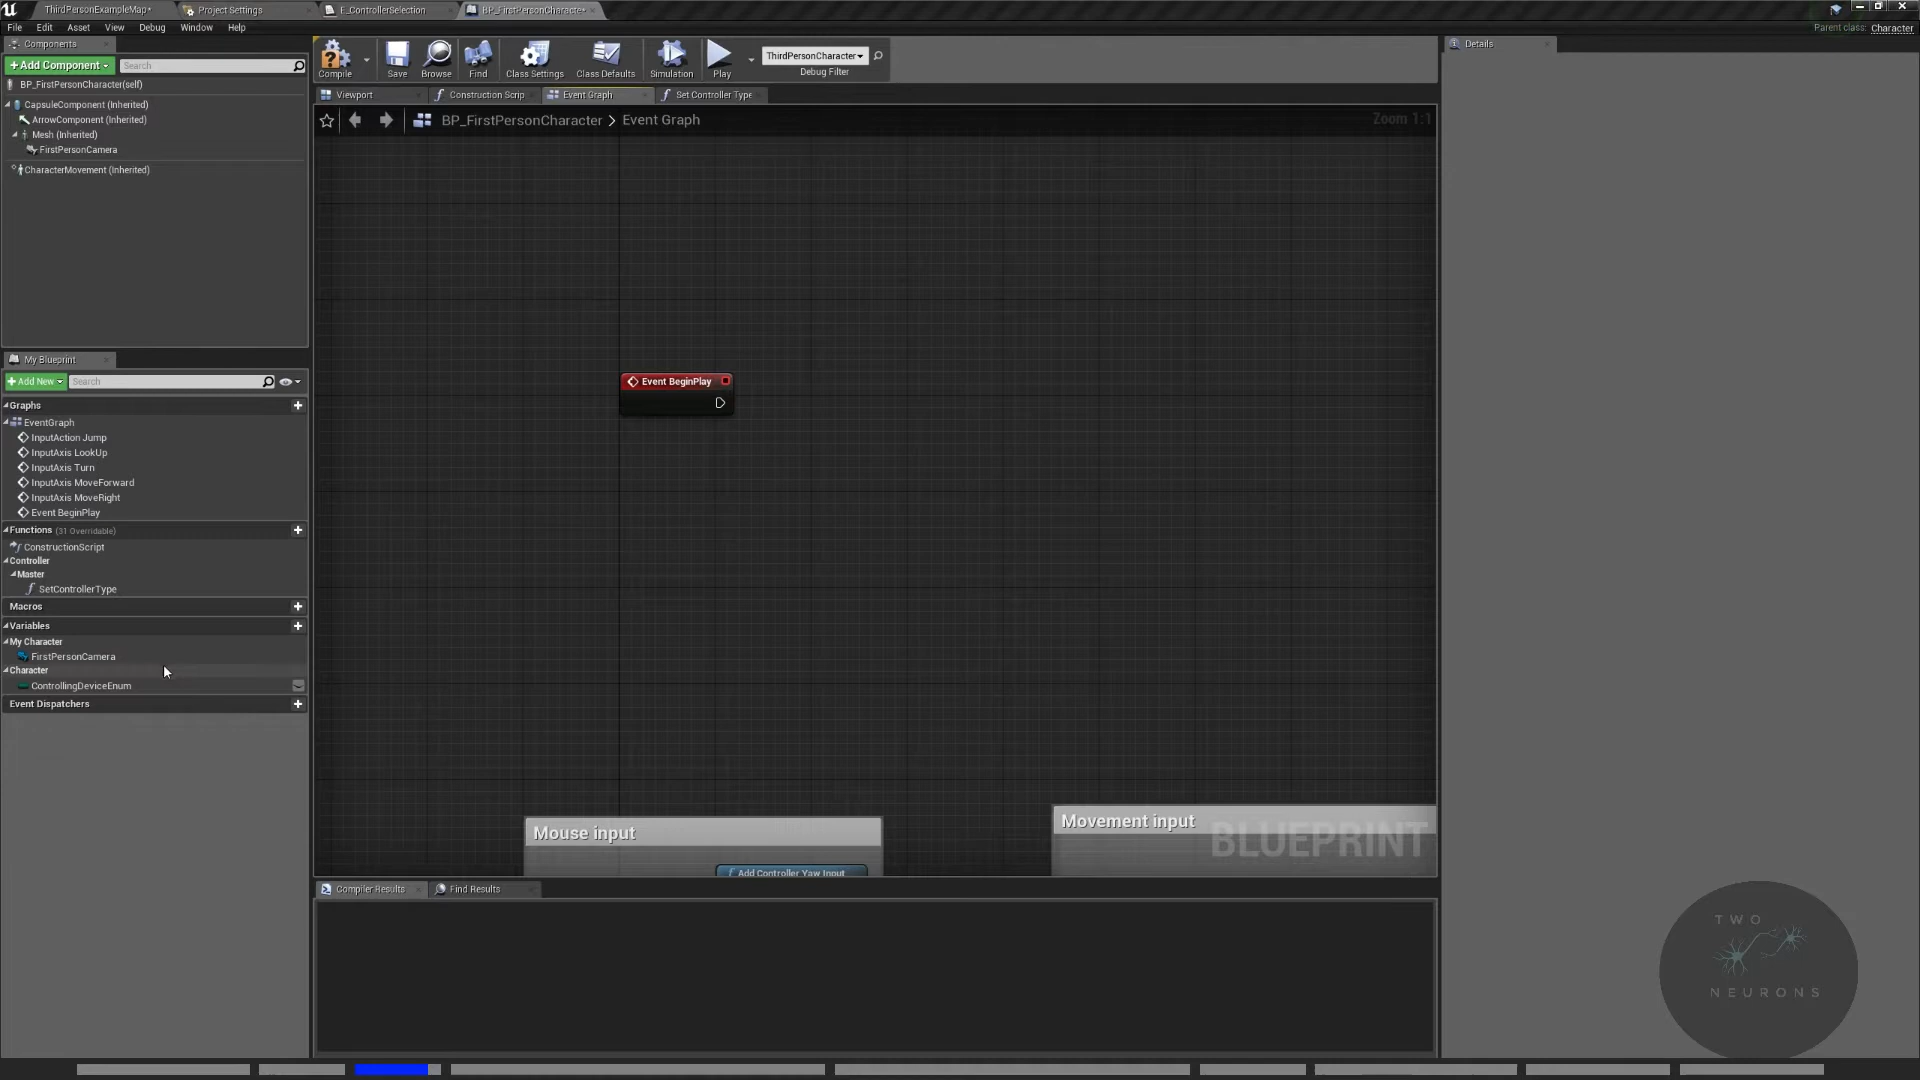 ThirdPersonExampleMap*
Project Settings
E_ControllerSelection
BP_FirstPersonCharacte*
File Edit Asset View Debug Window Help
Parent class: Character
Components
+Add Component
Search
BP_FirstPersonCharacter(self)
CapsuleComponent (Inherited)
ArrowComponent (Inherited)
Mesh (Inherited)
FirstPersonCamera
CharacterMovement (Inherited)
Compile
Save
Browse
Find
Class Settings
Class Defaults
Simulation
Play
ThirdPersonCharacter
Debug Filter
Details
Viewport
Construction Scrip
Event Graph
Set Controller Type
BP_FirstPersonCharacter > Event Graph
Zoom 1:1
Event BeginPlay
Mouse input
Add Controller Yaw Input
Movement input
BLUEPRINT
My Blueprint
+Add New
Search
Graphs
EventGraph
InputAction Jump
InputAxis LookUp
InputAxis Turn
InputAxis MoveForward
InputAxis MoveRight
Event BeginPlay
Functions (31 Overridable)
ConstructionScript
Controller
Master
SetControllerType
Macros
Variables
My Character
FirstPersonCamera
Character
ControllingDeviceEnum
Event Dispatchers
Compiler Results
Find Results
TWO
NEURONS